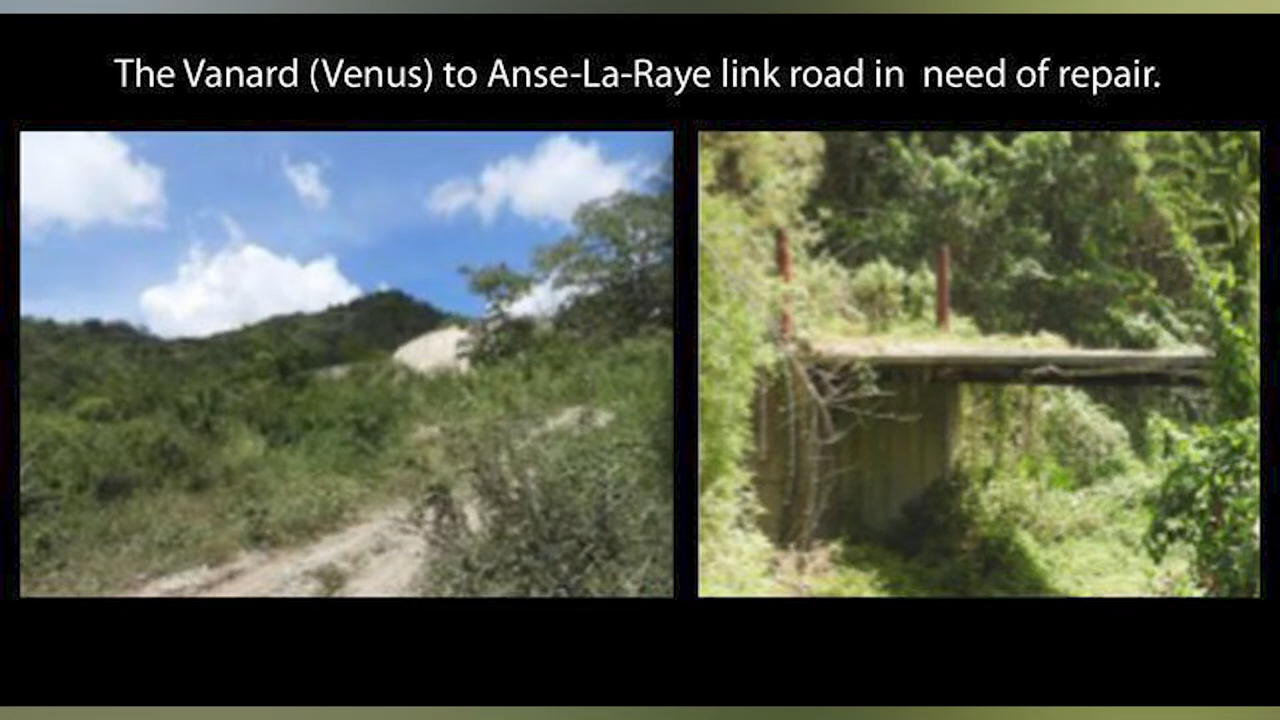 The Vanard (Venus) to Anse-La-Raye link road in  need of repair.